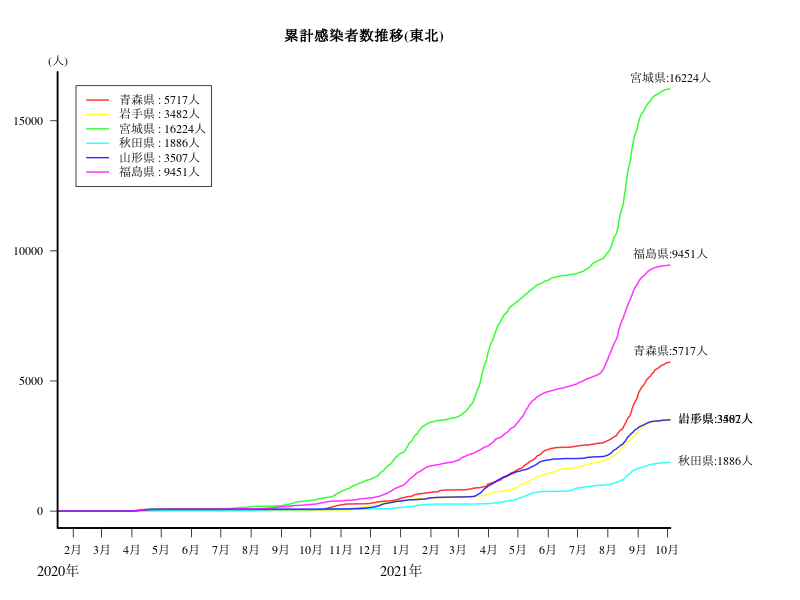 累計感染者数推移(東北)
(人)
青森県 : 5717人
岩手県 : 3482人
宮城県 : 16224人
秋田県 : 1886人
山形県 : 3507人
福島県 : 9451人
宮城県:16224人
15000
10000
福島県:9451人
青森県:5717人
5000
秋田県:1886人
0
2月 3月 4月 5月 6月 7月 8月 9月 10月 11月 12月 1月 2月 3月 4月 5月 6月 7月 8月 9月 10月
2020年 2021年